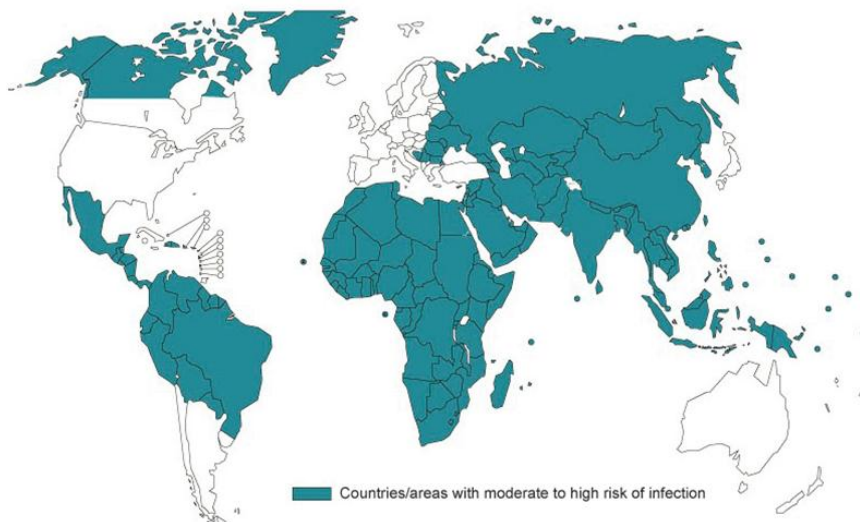 Countries/areas with moderate to high risk of infection